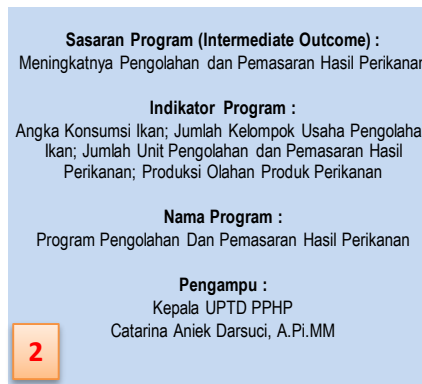 Sasaran Program (Intermediate Outcome) :
Meningkatnya Pengolahan dan Pemasaran Hasil Perikanan
Indikator Program :
Angka Konsumsi Ikan; Jumlah Kelompok Usaha Pengolaha
Ikan; Jumlah Unit Pengolahan dan Pemasaran Hasil
Perikanan; Produksi Olahan Produk Perikanan
Nama Program :
Program Pengolahan Dan Pemasaran Hasil Perikanan
Pengampu :
Kepala UPTD PPHP
Catarina Aniek Darsuci, A.Pi.MM
2